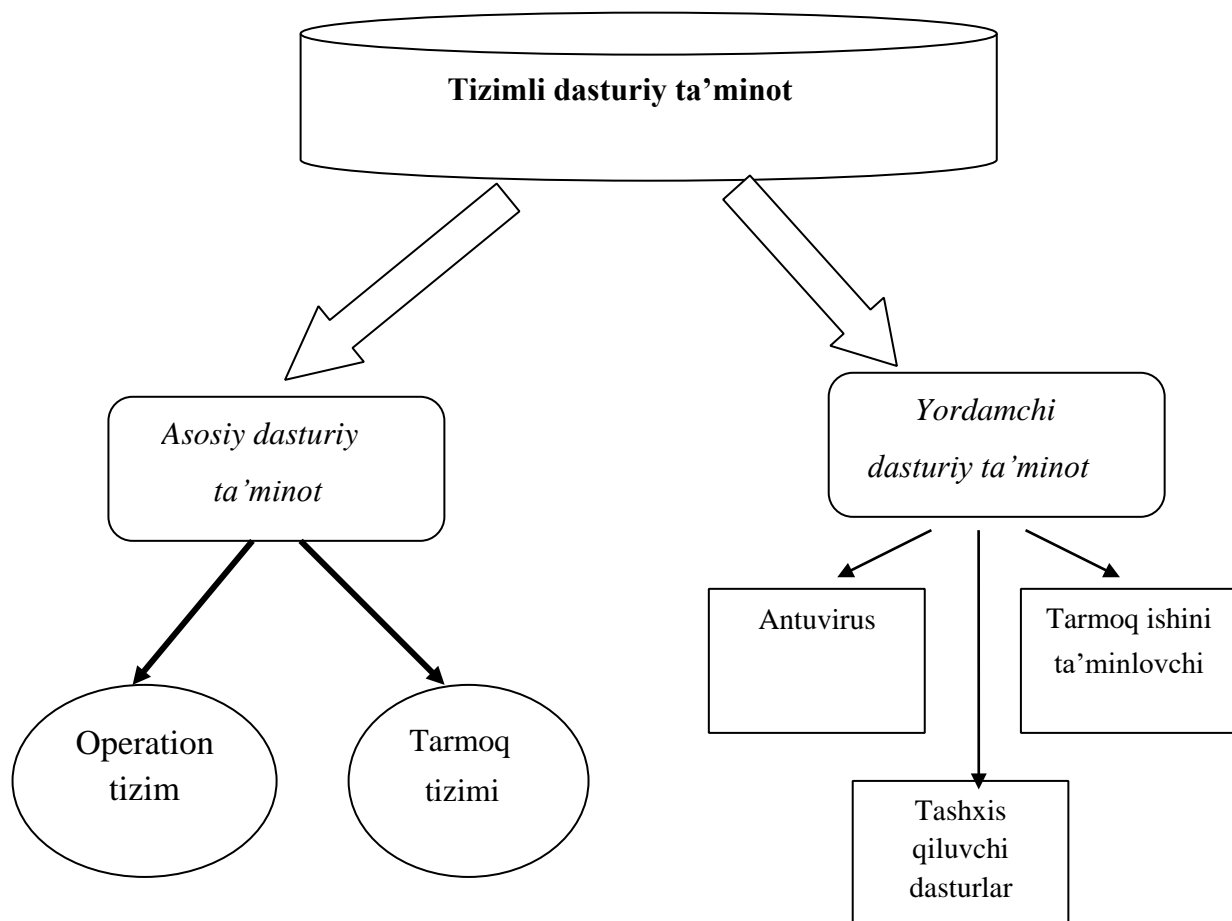 Tizimli dasturiy ta’minot
Asosiy dasturiy
ta’minot
Yordamchi
dasturiy ta’minot
Antuvirus
Tarmoq ishini
ta’minlovchi
Operation
tizim
Tarmoq
tizimi
Tashxis
qiluvchi
dasturlar